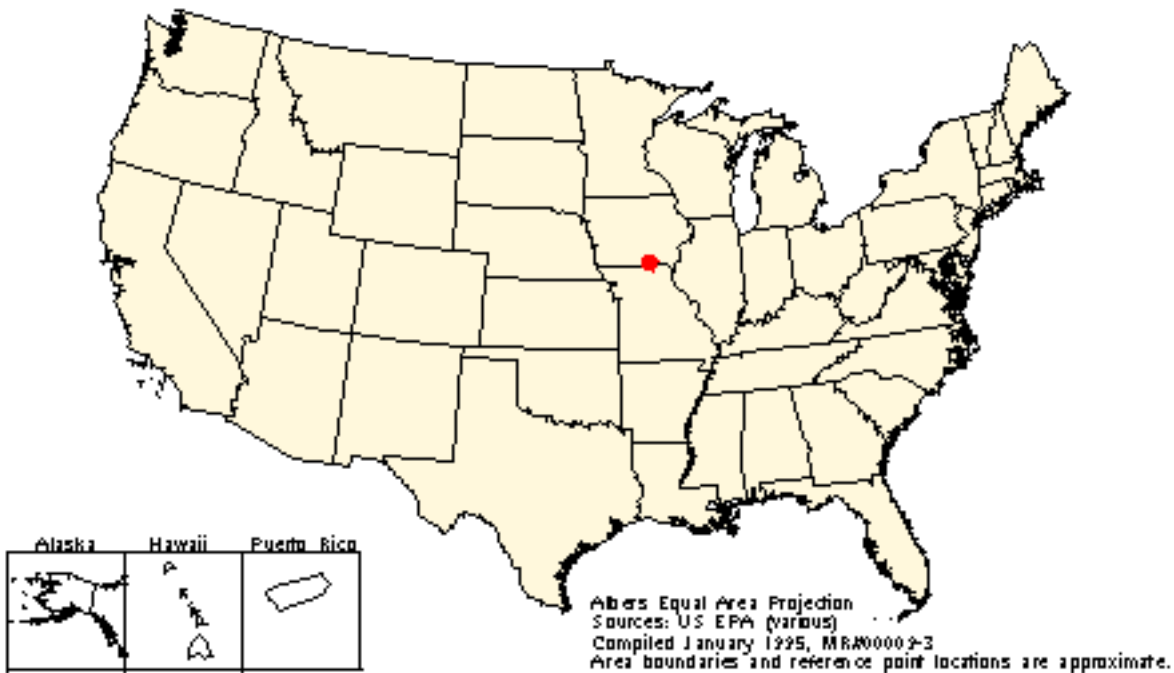 Alaska
Hawaii
Puerto Rico
Albers Equal Area Projection
Sources: US EPA (various)
Compiled January 1995, MR#00009-3
Area boundaries and reference point locations are approximate.